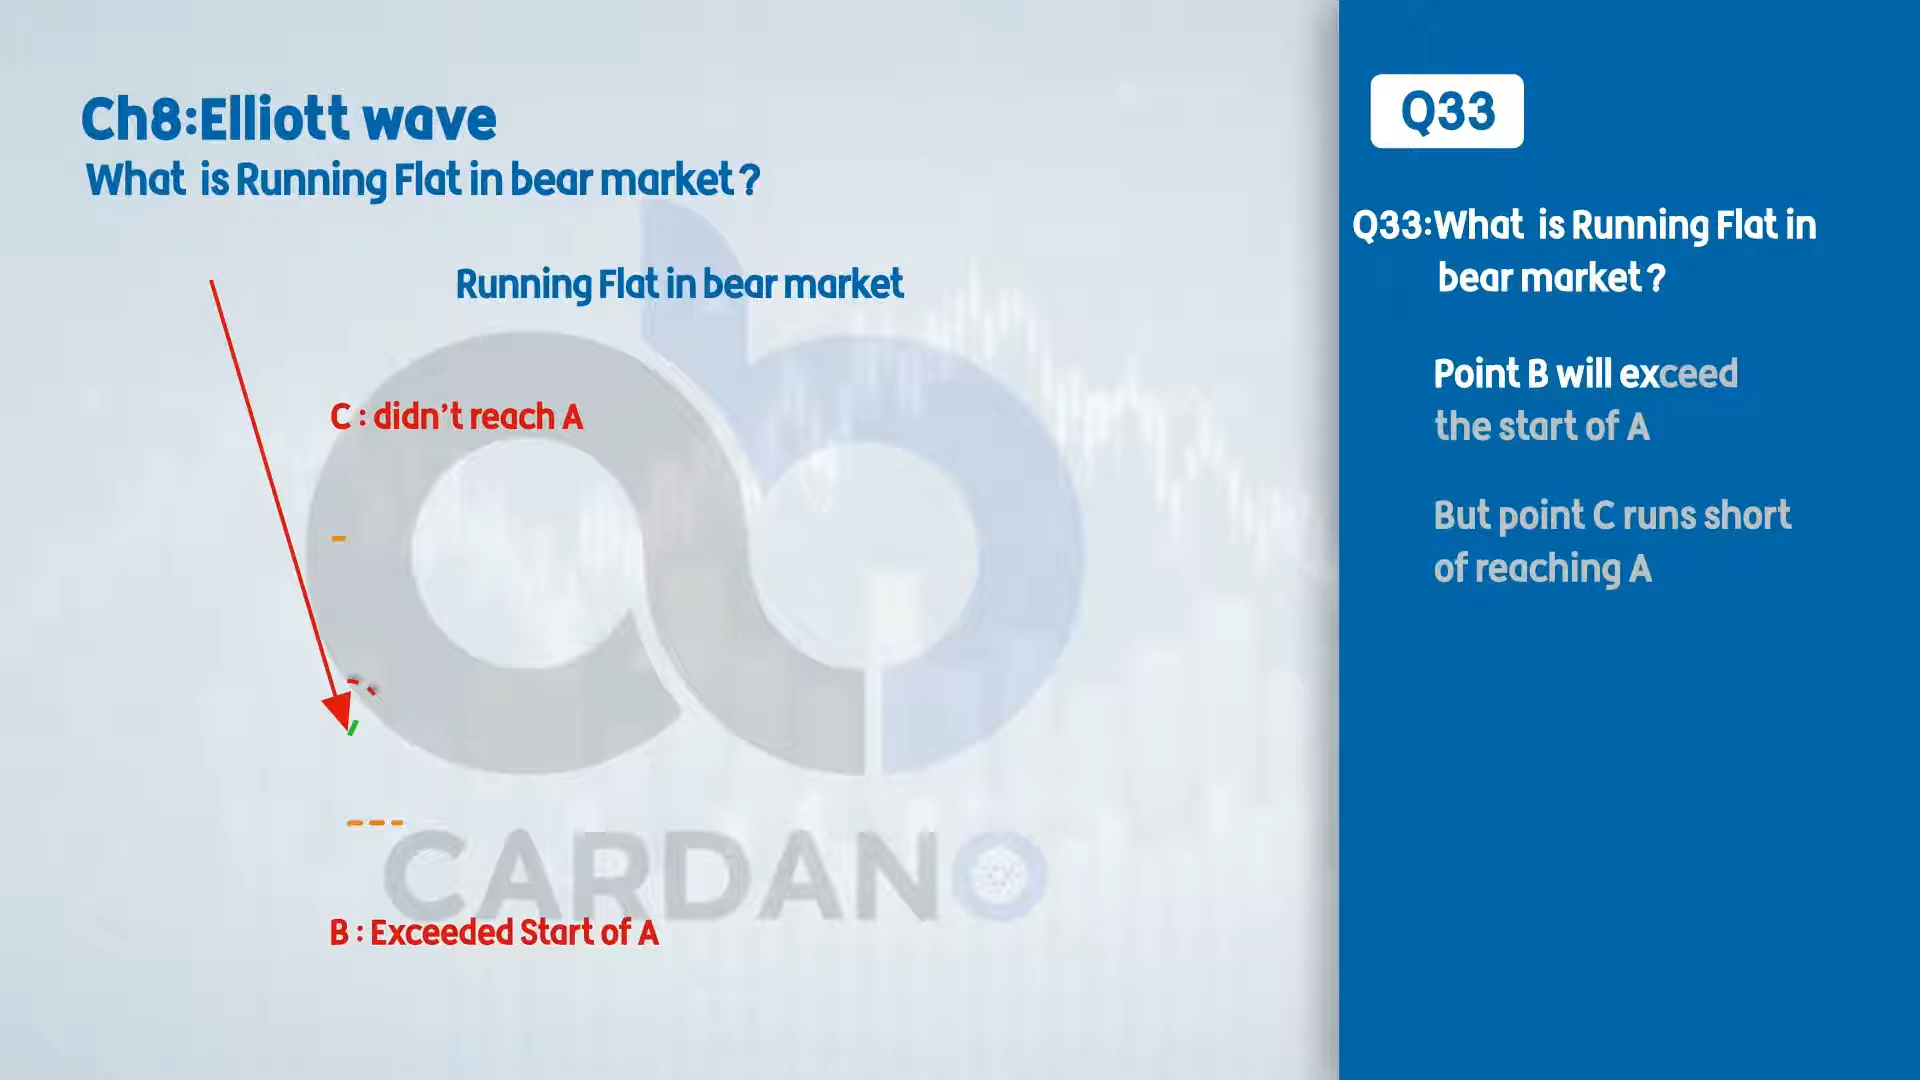 Ch8:Elliott wave
What is Running Flat in bear market?
Running Flat in bear market
C : didn't reach A
CARDANO
B : Exceeded Start of A
Q33
Q33:What is Running Flat in
bear market?
Point B will exceed
the start of A
But point C runs short
of reaching A